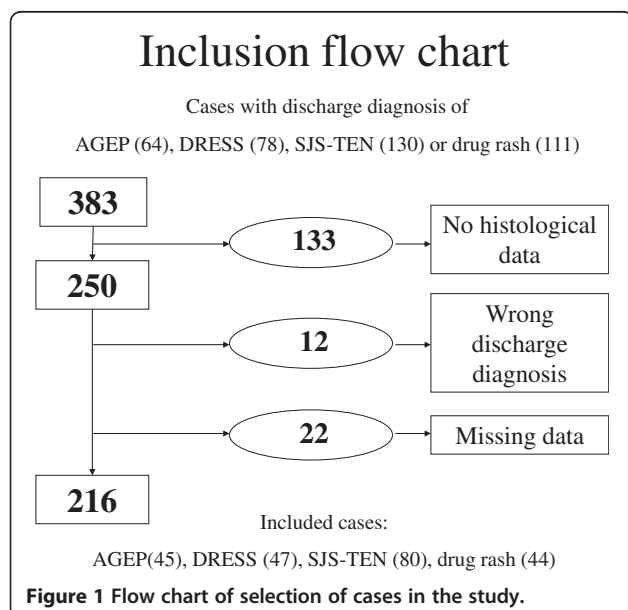 Inclusion flow chart
Cases with discharge diagnosis of
AGEP (64), DRESS (78), SJS-TEN (130) or drug rash (111)
383
133
No histological
data
250
12
Wrong
discharge
diagnosis
22
Missing data
216
Included cases:
AGEP(45), DRESS (47), SJS-TEN (80), drug rash (44)
Figure 1 Flow chart of selection of cases in the study.